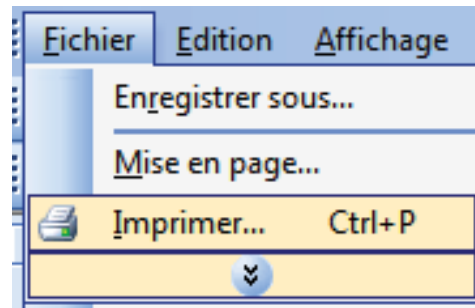 Fichier Edition Affichage
Enregistrer sous...
Mise en page...
Imprimer... Ctrl+P